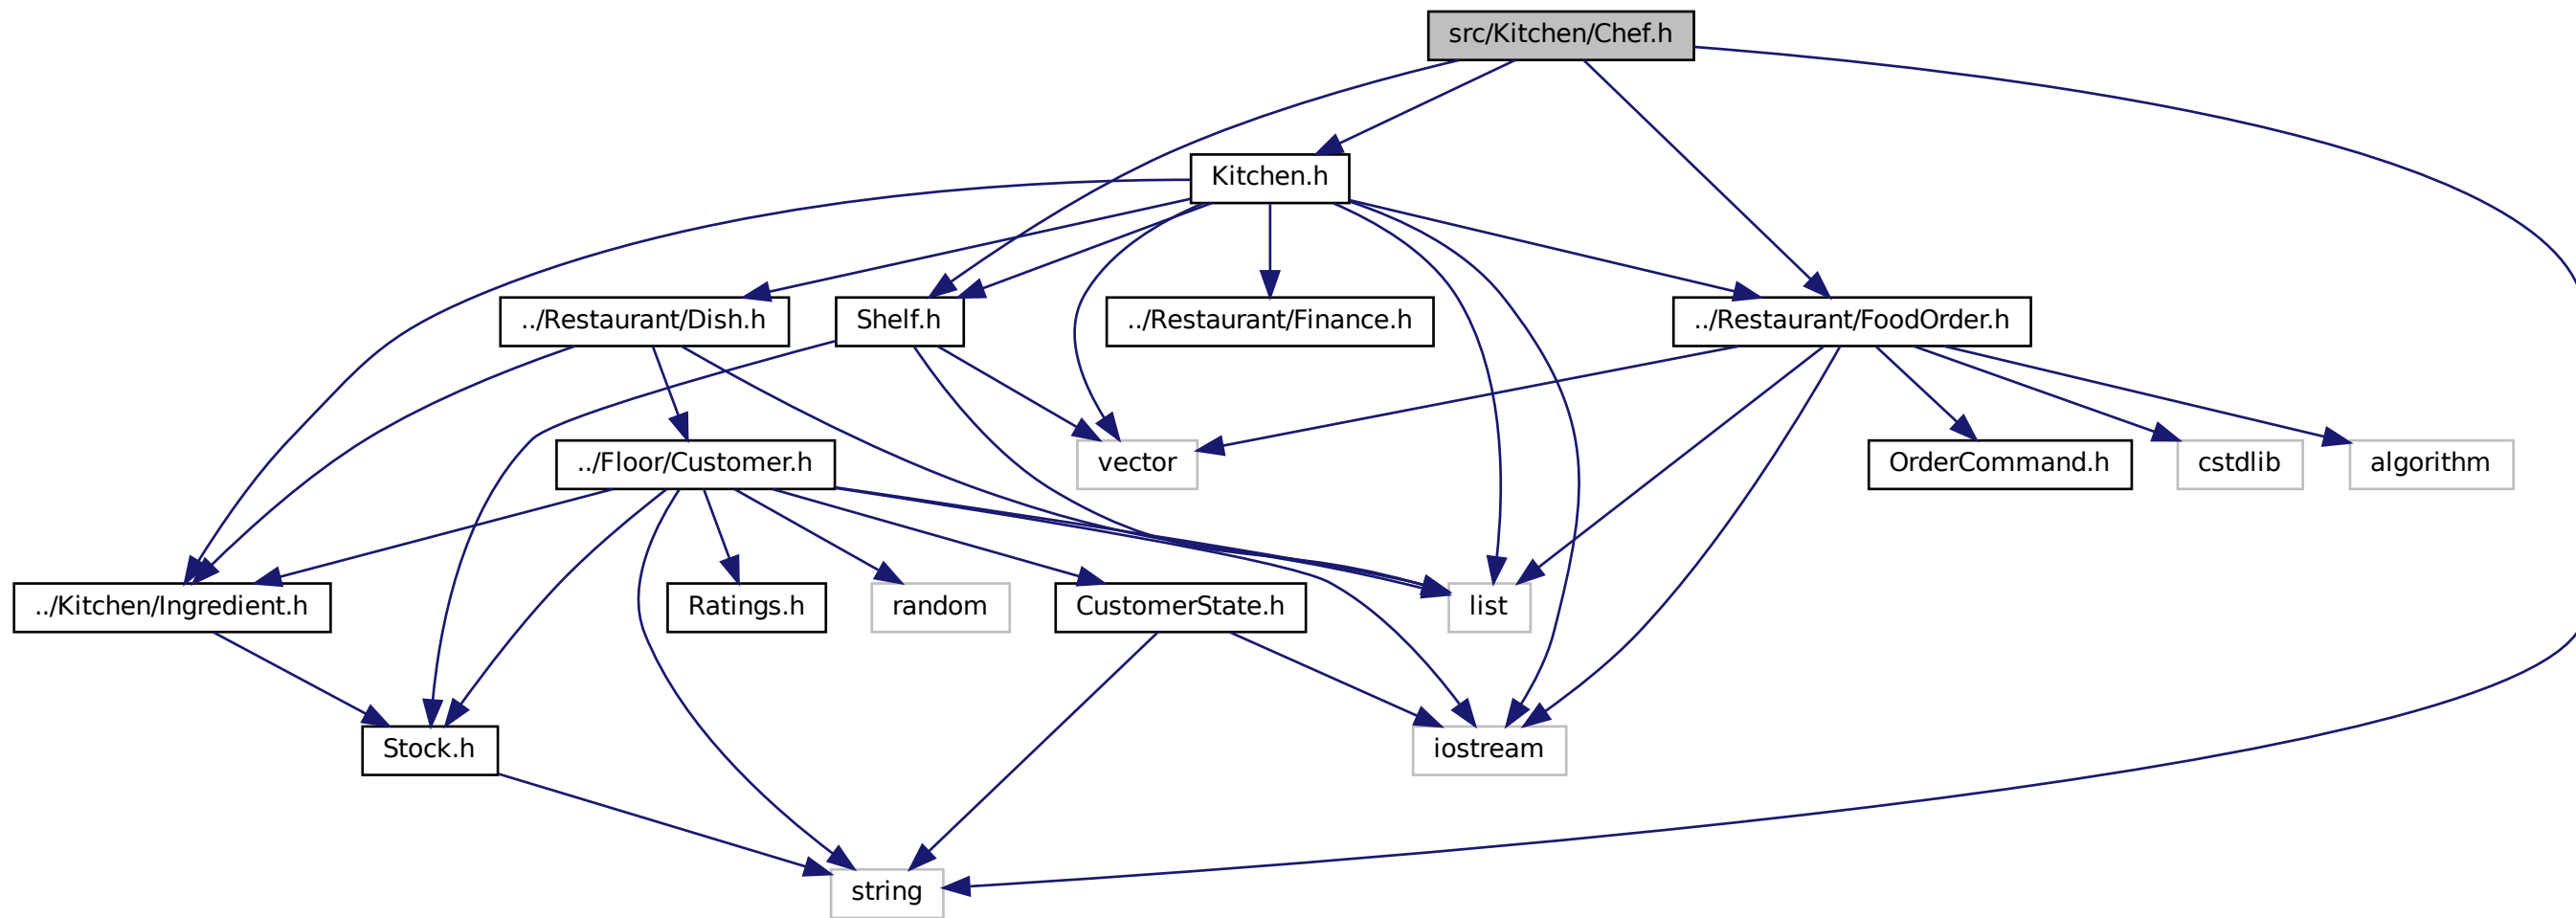 src/Kitchen/Chef.h
Kitchen.h
../Restaurant/Dish.h
Shelf.h
../Restaurant/Finance.h
../Restaurant/FoodOrder.h
../Floor/Customer.h
vector
OrderCommand.h
cstdlib
algorithm
../Kitchen/Ingredient.h
Ratings.h
random
CustomerState.h
list
Stock.h
iostream
string